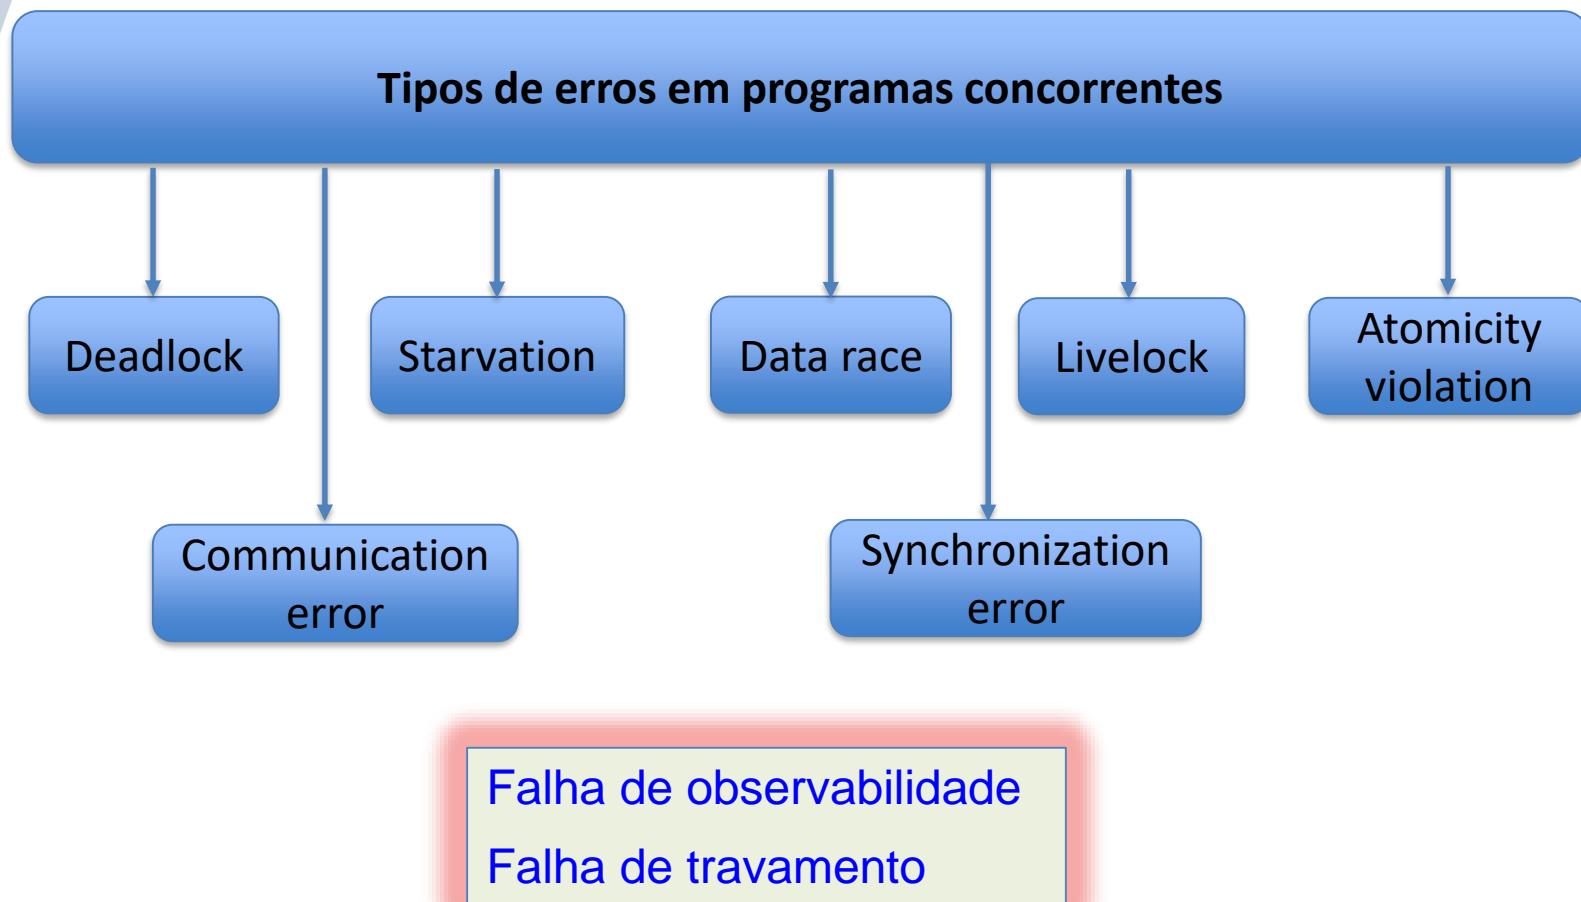 Tipos de erros em programas concorrentes
Deadlock
Starvation
Data race
Livelock
Atomicity
violation
Communication
error
Synchronization
error
Falha de observabilidade
Falha de travamento